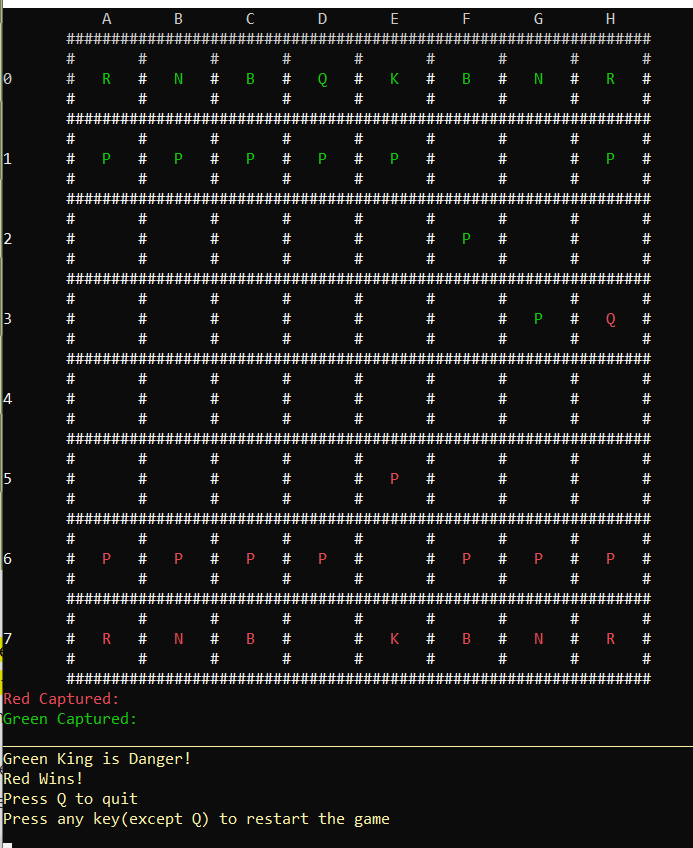 A       B       C       D       E       F       G       H
       #################################################################
       #       #       #       #       #       #       #       #       #
0      #   R   #   N   #   B   #   Q   #   K   #   B   #   N   #   R   #
       #       #       #       #       #       #       #       #       #
       #################################################################
       #       #       #       #       #       #       #       #       #
1      #   P   #   P   #   P   #   P   #   P   #       #       #   P   #
       #       #       #       #       #       #       #       #       #
       #################################################################
       #       #       #       #       #       #       #       #       #
2      #       #       #       #       #       #   P   #       #       #
       #       #       #       #       #       #       #       #       #
       #################################################################
       #       #       #       #       #       #       #       #       #
3      #       #       #       #       #       #       #   P   #   Q   #
       #       #       #       #       #       #       #       #       #
       #################################################################
       #       #       #       #       #       #       #       #       #
4      #       #       #       #       #       #       #       #       #
       #       #       #       #       #       #       #       #       #
       #################################################################
       #       #       #       #       #       #       #       #       #
5      #       #       #       #       #   P   #       #       #       #
       #       #       #       #       #       #       #       #       #
       #################################################################
       #       #       #       #       #       #       #       #       #
6      #   P   #   P   #   P   #   P   #       #   P   #   P   #   P   #
       #       #       #       #       #       #       #       #       #
       #################################################################
       #       #       #       #       #       #       #       #       #
7      #   R   #   N   #   B   #       #   K   #   B   #   N   #   R   #
       #       #       #       #       #       #       #       #       #
       #################################################################
Red Captured:
Green Captured:
Green King is Danger!
Red Wins!
Press Q to quit
Press any key(except Q) to restart the game